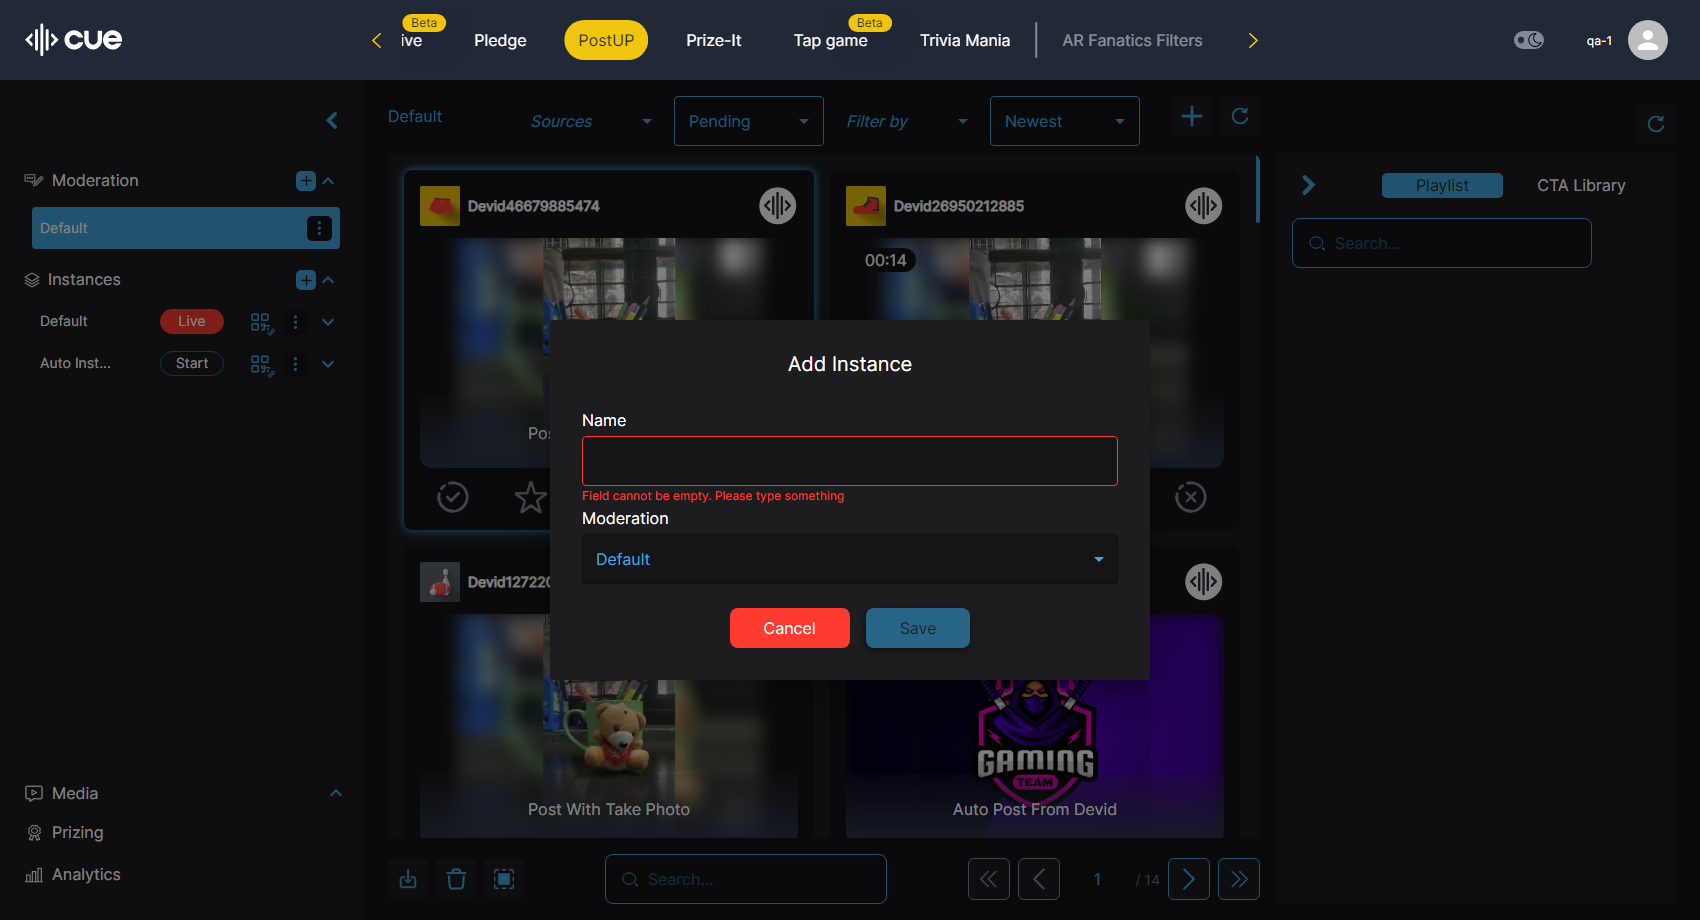 cue
Beta
ive
Pledge
PostUP
Prize-It
Beta
Tap game
Trivia Mania
AR Fanatics Filters
qa-1
Default
Sources
Pending
Filter by
Newest
Moderation
Default
Instances
Default
Live
Auto Inst...
Start
Devid46679885474
Devid26950212885
00:14
Playlist
CTA Library
Search...
Add Instance
Name
Field cannot be empty. Please type something
Moderation
Default
Cancel
Save
Pos
Devid127220
GAMING
TEAM
Post With Take Photo
Auto Post From Devid
Media
Prizing
Analytics
Search...
1
/ 14